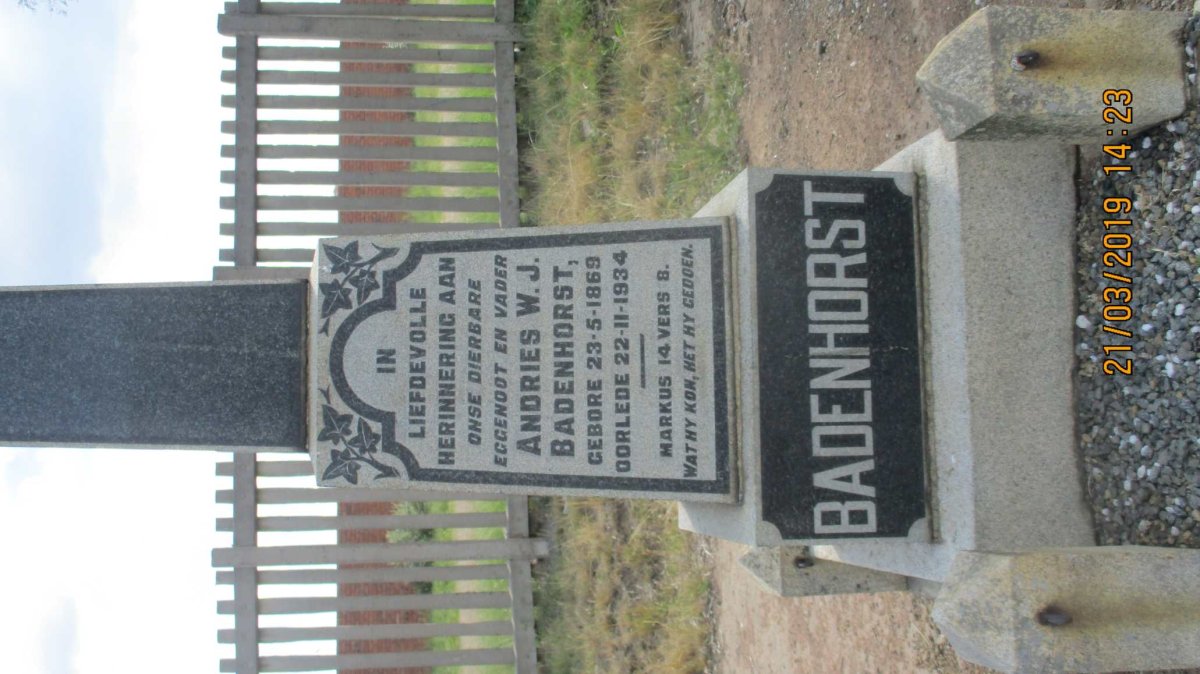 IN
LIEFDEVOLLE
HERINNERING AAN
ONSE DIERBARE
EGGENOOT EN VADER
ANDRIES W.J.
BADENHORST,
GEBORE 23-5-1869
OORLEDE 22-11-1934
MARKUS 14 VERS 8.
WAT HY KON, HET HY GEDOEN.
BADENHORST
21/03/2019 14:23